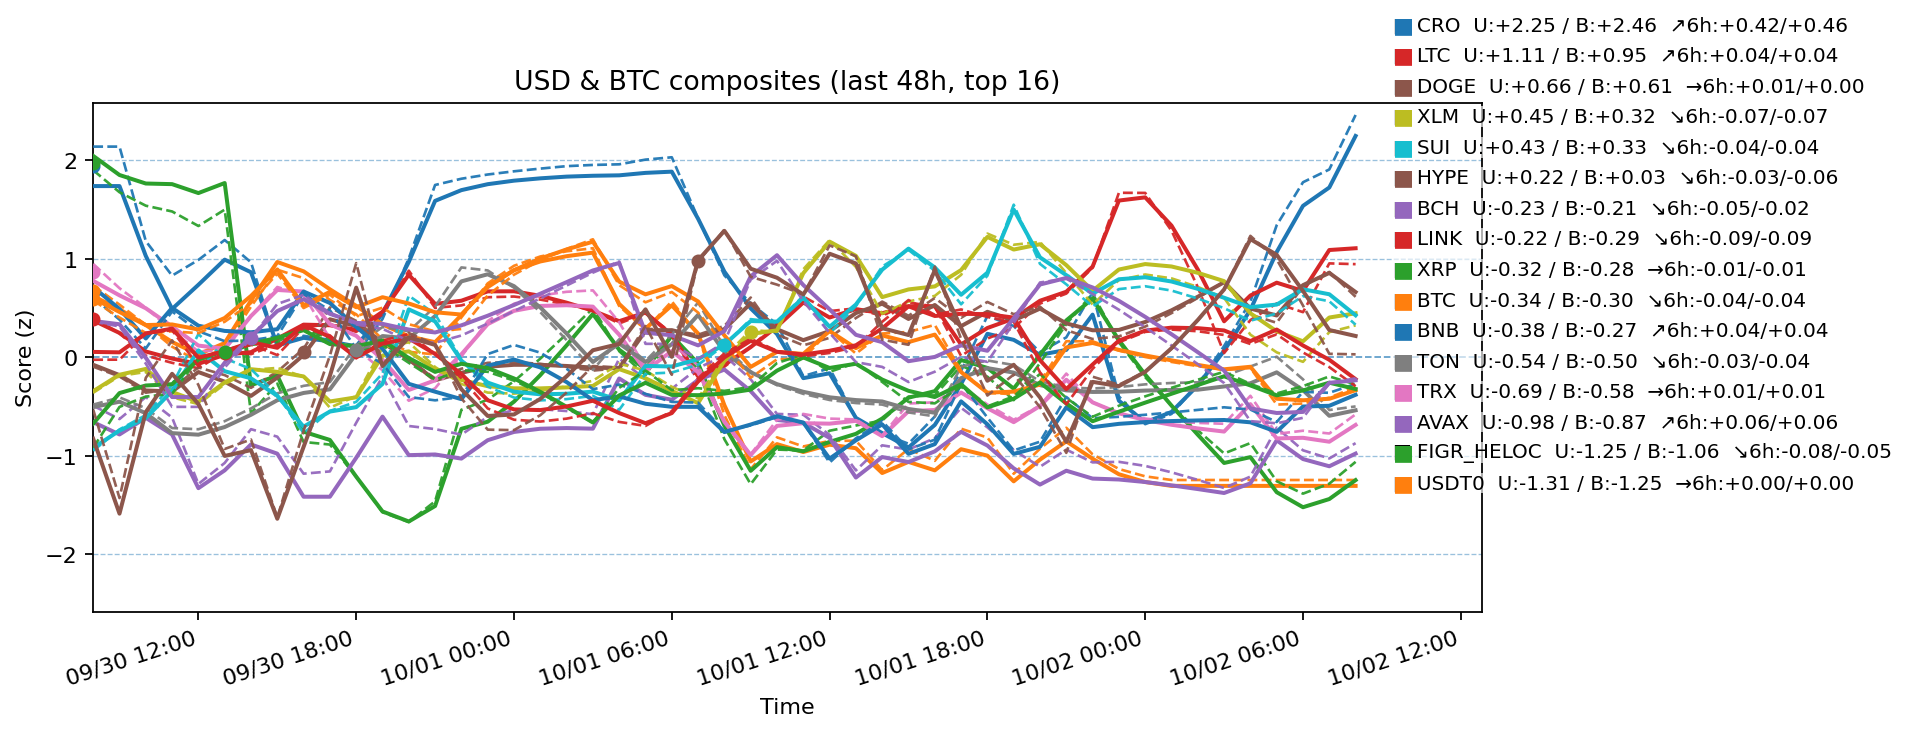 CRO U:+2.25 / B:+2.46 ↗6h:+0.42/+0.46
LTC U:+1.11 / B:+0.95 ↗6h:+0.04/+0.04
DOGE U:+0.66 / B:+0.61 →6h:+0.01/+0.00
XLM U:+0.45 / B:+0.32 ↘6h:-0.07/-0.07
SUI U:+0.43 / B:+0.33 ↘6h:-0.04/-0.04
HYPE U:+0.22 / B:+0.03 ↘6h:-0.03/-0.06
BCH U:-0.23 / B:-0.21 ↘6h:-0.05/-0.02
LINK U:-0.22 / B:-0.29 ↘6h:-0.09/-0.09
XRP U:-0.32 / B:-0.28 →6h:-0.01/-0.01
BTC U:-0.34 / B:-0.30 ↘6h:-0.04/-0.04
BNB U:-0.38 / B:-0.27 ↗6h:+0.04/+0.04
TON U:-0.54 / B:-0.50 ↘6h:-0.03/-0.04
TRX U:-0.69 / B:-0.58 →6h:+0.01/+0.01
AVAX U:-0.98 / B:-0.87 ↗6h:+0.06/+0.06
FIGR_HELOC U:-1.25 / B:-1.06 ↘6h:-0.08/-0.05
USDT0 U:-1.31 / B:-1.25 →6h:+0.00/+0.00
USD & BTC composites (last 48h, top 16)
Score (z)
2
1
0
−1
−2
09/30 12:00
09/30 18:00
10/01 00:00
10/01 06:00
10/01 12:00
10/01 18:00
10/02 00:00
10/02 06:00
10/02 12:00
Time